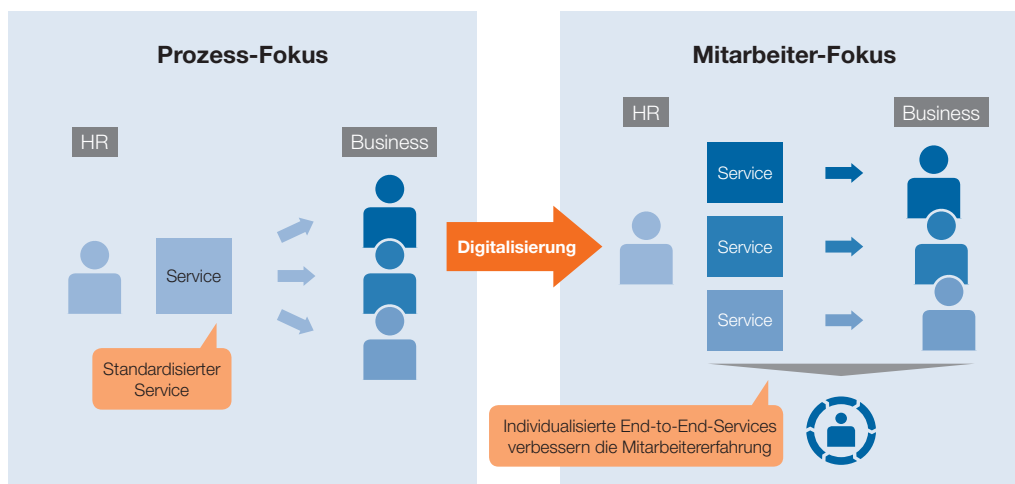 Prozess-Fokus
HR
Business
Service
Standardisierter
Service
Digitalisierung
Mitarbeiter-Fokus
HR
Business
Service
Service
Service
Individualisierte End-to-End-Services
verbessern die Mitarbeitererfahrung